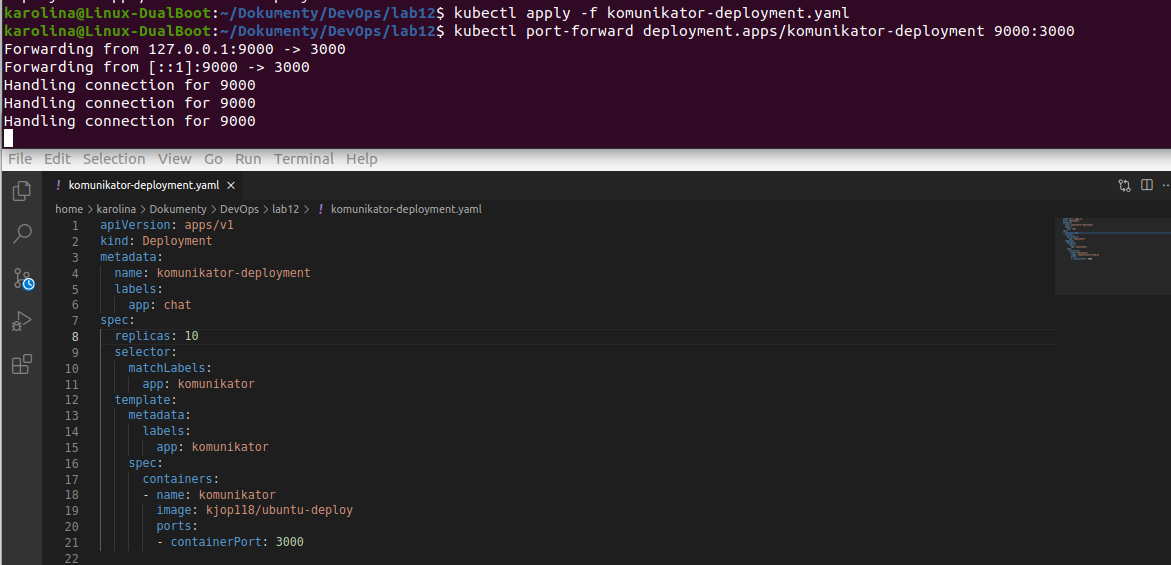 karolina@Linux-DualBoot:~/Dokumenty/DevOps/lab12$ kubectl apply -f komunikator-deployment.yaml
karolina@Linux-DualBoot:~/Dokumenty/DevOps/lab12$ kubectl port-forward deployment.apps/komunikator-deployment 9000:3000
Forwarding from 127.0.0.1:9000 -> 3000
Forwarding from [::1]:9000 -> 3000
Handling connection for 9000
Handling connection for 9000
Handling connection for 9000
File Edit Selection View Go Run Terminal Help
! komunikator-deployment.yaml ×
home > karolina > Dokumenty > DevOps > lab12 > ! komunikator-deployment.yaml
1 apiVersion: apps/v1
2 kind: Deployment
3 metadata:
4   name: komunikator-deployment
5   labels:
6     app: chat
7 spec:
8   replicas: 10
9   selector:
10     matchLabels:
11       app: komunikator
12   template:
13     metadata:
14       labels:
15         app: komunikator
16     spec:
17       containers:
18       - name: komunikator
19         image: kjop118/ubuntu-deploy
20         ports:
21         - containerPort: 3000
22